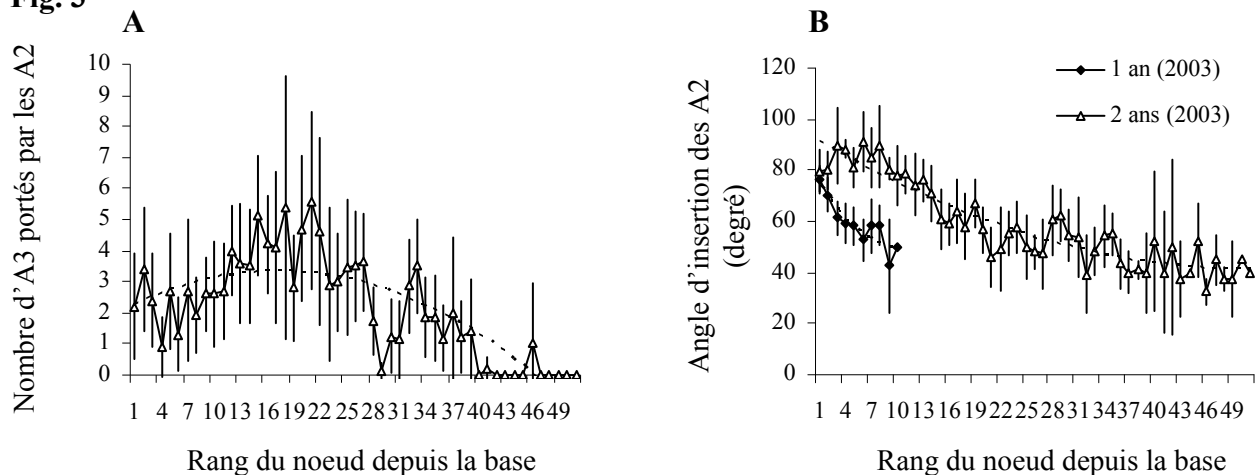 Fig. 3
A
Nombre d'A3 portés par les A2
10
9
8
7
6
5
4
3
2
1
0
1 4 7 10 13 16 19 22 25 28 31 34 37 40 43 46 49
Rang du noeud depuis la base
B
Angle d'insertion des A2
(degré)
120
100
80
60
40
20
0
1 an (2003)
2 ans (2003)
1 4 7 10 13 16 19 22 25 28 31 34 37 40 43 46 49
Rang du noeud depuis la base